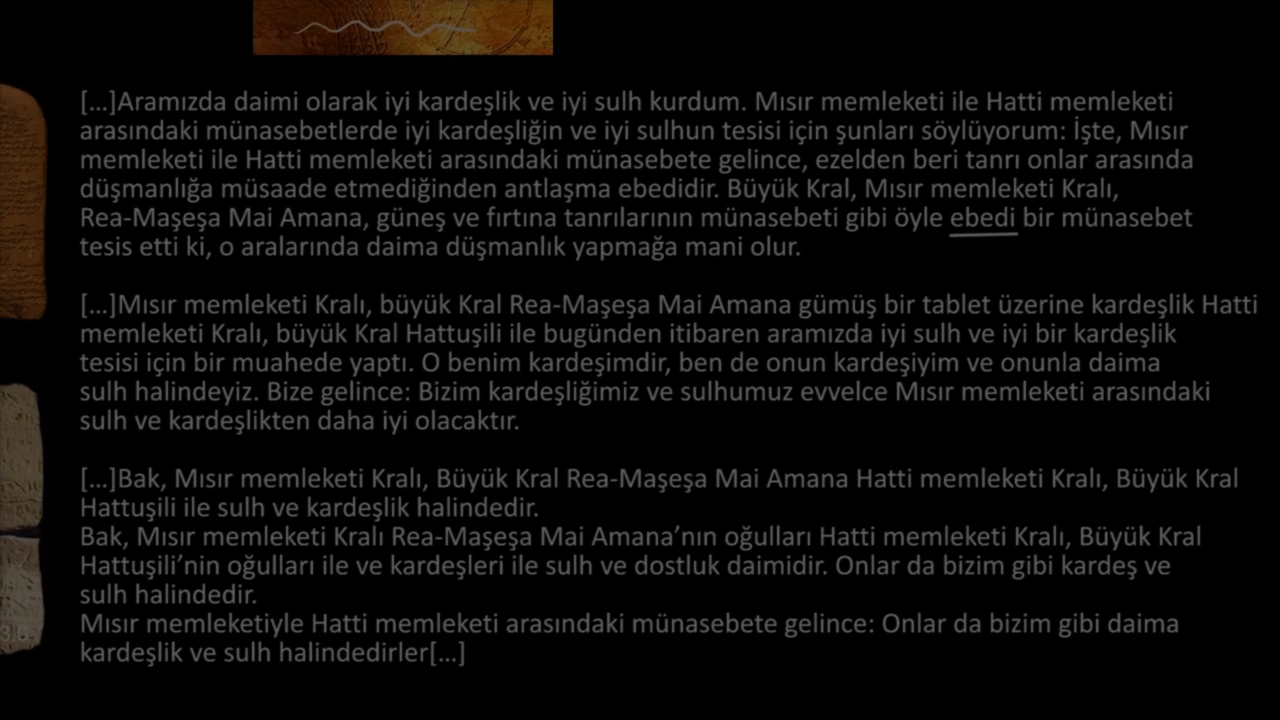 [...]Aramızda daimi olarak iyi kardeşlik ve iyi sulh kurdum. Mısır memleketi ile Hatti memleketi
arasındaki münasebetlerde iyi kardeşliğin ve iyi sulhun tesisi için şunları söylüyorum: İşte, Mısır
memleketi ile Hatti memleketi arasındaki münasebete gelince, ezelden beri tanrı onlar arasında
düşmanlığa müsaade etmediğinden antlaşma ebedidir. Büyük Kral, Mısır memleketi Kralı,
Rea-Maşeşa Mai Amana, güneş ve fırtına tanrılarının münasebeti gibi öyle ebedi bir münasebet
tesis etti ki, o aralarında daima düşmanlık yapmağa mani olur.
[...]Mısır memleketi Kralı, büyük Kral Rea-Maşeşa Mai Amana gümüş bir tablet üzerine kardeşlik Hatti
memleketi Kralı, büyük Kral Hattuşili ile bugünden itibaren aramızda iyi sulh ve iyi bir kardeşlik
tesisi için bir muahede yaptı. O benim kardeşimdir, ben de onun kardeşiyim ve onunla daima
sulh halindeyiz. Bize gelince: Bizim kardeşliğimiz ve sulhumuz evvelce Mısır memleketi arasındaki
sulh ve kardeşlikten daha iyi olacaktır.
[...]Bak, Mısır memleketi Kralı, Büyük Kral Rea-Maşeşa Mai Amana Hatti memleketi Kralı, Büyük Kral
Hattuşili ile sulh ve kardeşlik halindedir.
Bak, Mısır memleketi Kralı Rea-Maşeşa Mai Amana’nın oğulları Hatti memleketi Kralı, Büyük Kral
Hattuşili’nin oğulları ile ve kardeşleri ile sulh ve dostluk daimidir. Onlar da bizim gibi kardeş ve
sulh halindedir.
Mısır memleketiyle Hatti memleketi arasındaki münasebete gelince: Onlar da bizim gibi daima
kardeşlik ve sulh halindedirler[...]